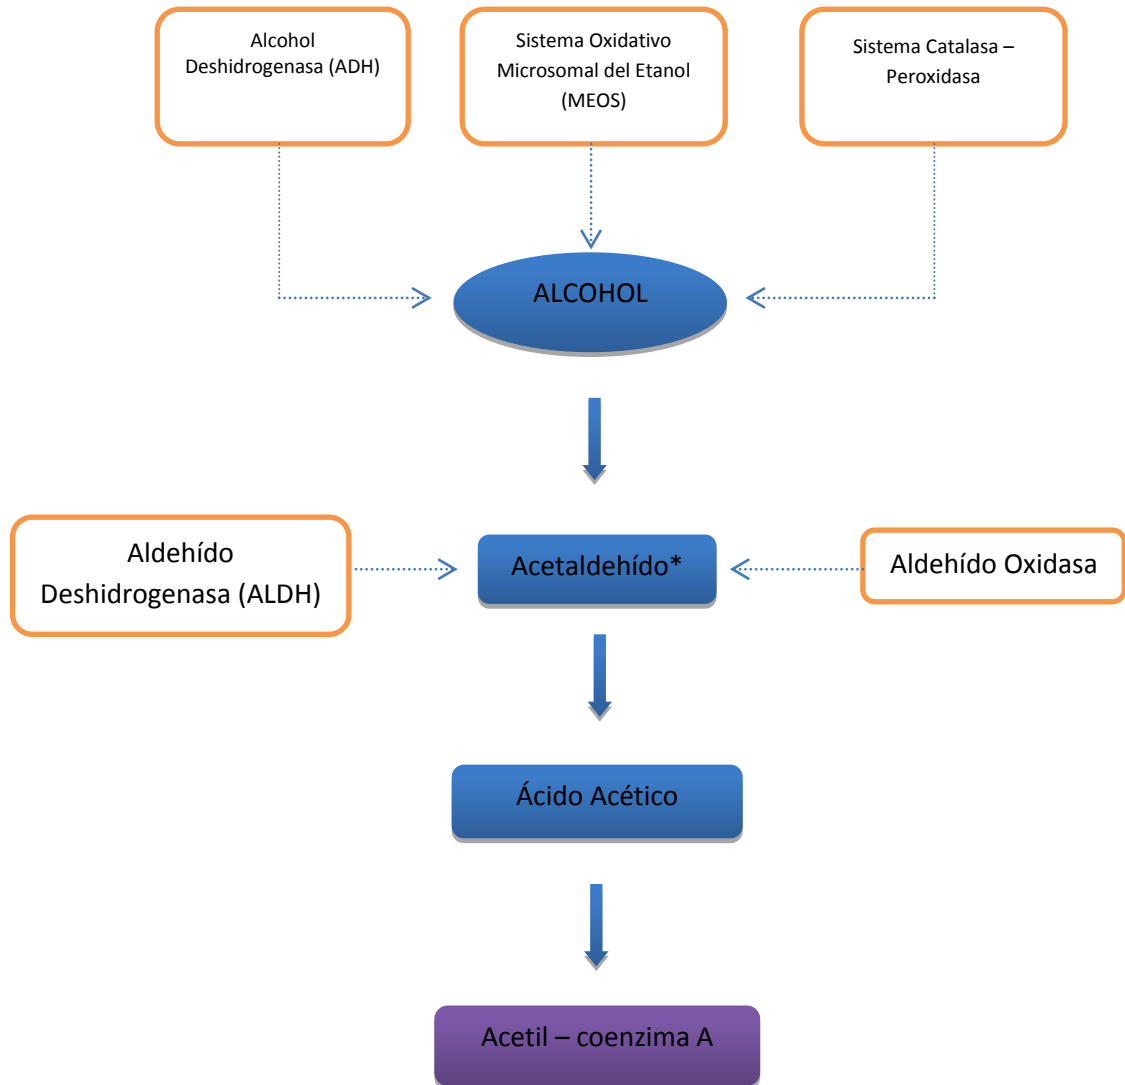 Alcohol
Deshidrogenasa (ADH)
Sistema Oxidativo
Microsomal del Etanol
(MEOS)
Sistema Catalasa –
Peroxidasa
ALCOHOL
Aldehído
Deshidrogenasa (ALDH)
Acetaldehído*
Aldehído Oxidasa
Ácido Acético
Acetil – coenzima A